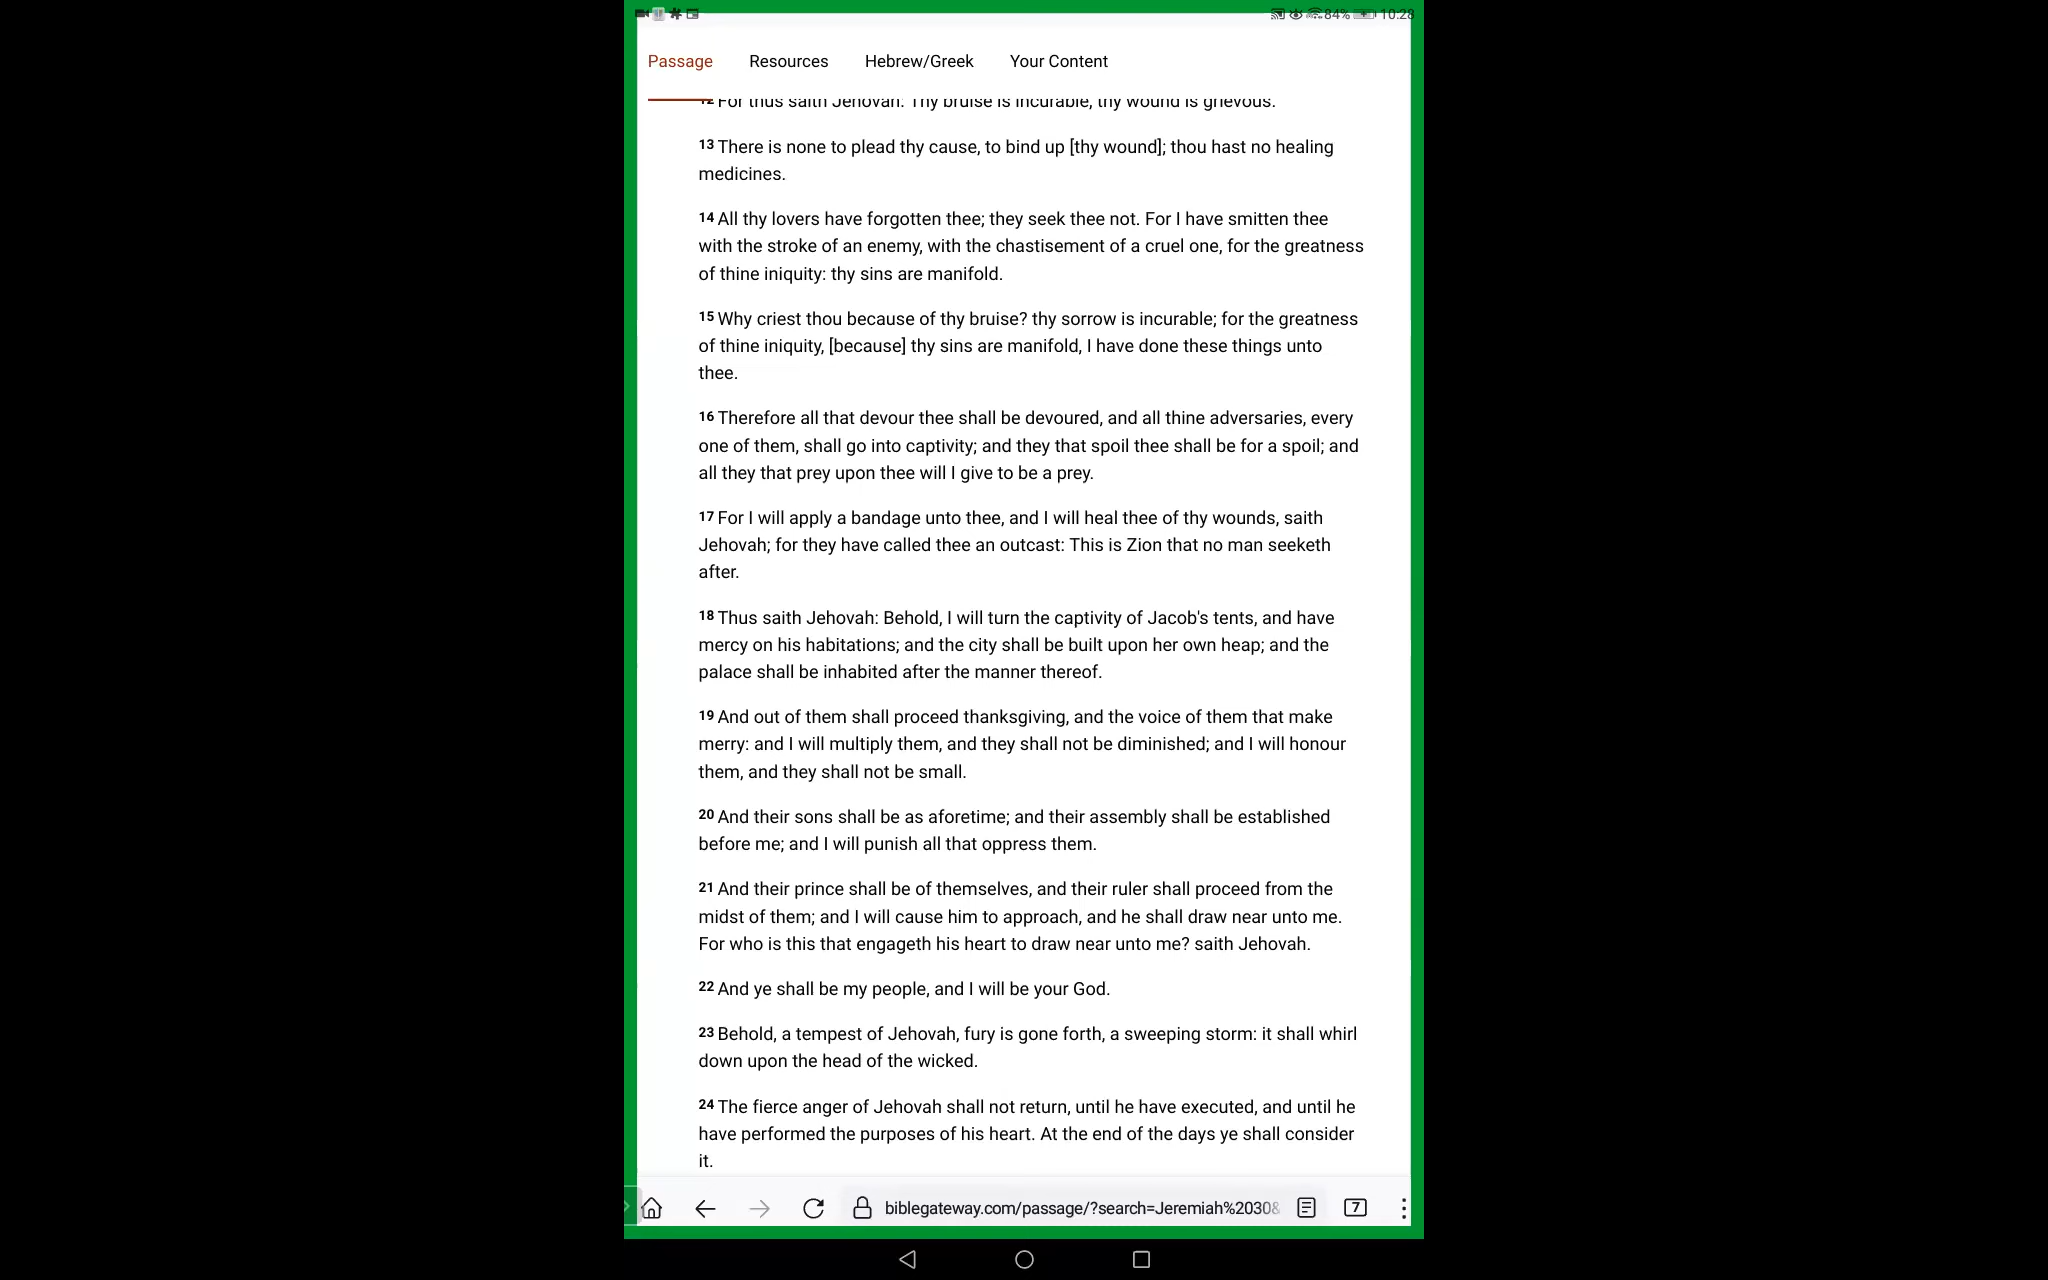 84% 10:28
Passage Resources Hebrew/Greek Your Content
12 For thus saith Jehovah: Thy bruise is incurable, thy wound is grievous.
13 There is none to plead thy cause, to bind up [thy wound]; thou hast no healing
medicines.
14 All thy lovers have forgotten thee; they seek thee not. For I have smitten thee
with the stroke of an enemy, with the chastisement of a cruel one, for the greatness
of thine iniquity: thy sins are manifold.
15 Why criest thou because of thy bruise? thy sorrow is incurable; for the greatness
of thine iniquity, [because] thy sins are manifold, I have done these things unto
thee.
16 Therefore all that devour thee shall be devoured, and all thine adversaries, every
one of them, shall go into captivity; and they that spoil thee shall be for a spoil; and
all they that prey upon thee will I give to be a prey.
17 For I will apply a bandage unto thee, and I will heal thee of thy wounds, saith
Jehovah; for they have called thee an outcast: This is Zion that no man seeketh
after.
18 Thus saith Jehovah: Behold, I will turn the captivity of Jacob's tents, and have
mercy on his habitations; and the city shall be built upon her own heap; and the
palace shall be inhabited after the manner thereof.
19 And out of them shall proceed thanksgiving, and the voice of them that make
merry: and I will multiply them, and they shall not be diminished; and I will honour
them, and they shall not be small.
20 And their sons shall be as aforetime; and their assembly shall be established
before me; and I will punish all that oppress them.
21 And their prince shall be of themselves, and their ruler shall proceed from the
midst of them; and I will cause him to approach, and he shall draw near unto me.
For who is this that engageth his heart to draw near unto me? saith Jehovah.
22 And ye shall be my people, and I will be your God.
23 Behold, a tempest of Jehovah, fury is gone forth, a sweeping storm: it shall whirl
down upon the head of the wicked.
24 The fierce anger of Jehovah shall not return, until he have executed, and until he
have performed the purposes of his heart. At the end of the days ye shall consider
it.
biblegateway.com/passage/?search=Jeremiah%2030& 7